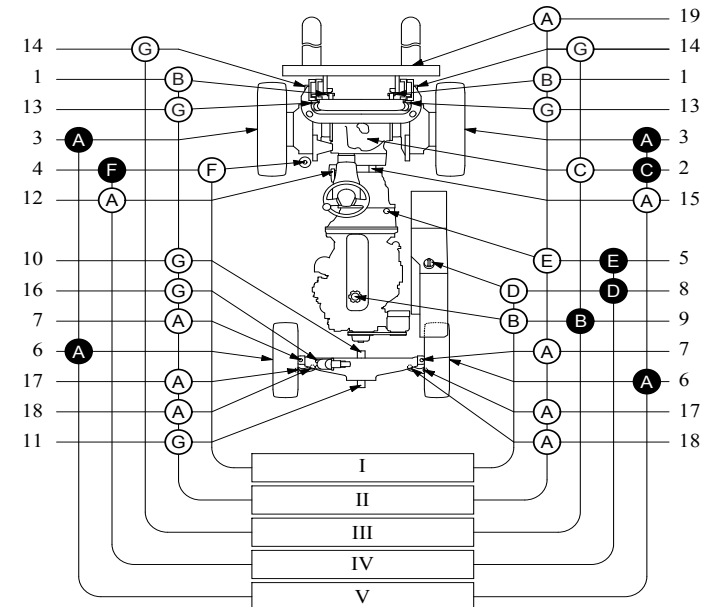 A 19
14 G G 14
1 B B 1
13 G G 13
3 A A 3
4 F F C C 2
12 A A 15
10 G E E 5
16 G D D 8
7 A B B 9
6 A A 7
17 A A 6
18 A A 17
11 G A 18
I
II
III
IV
V